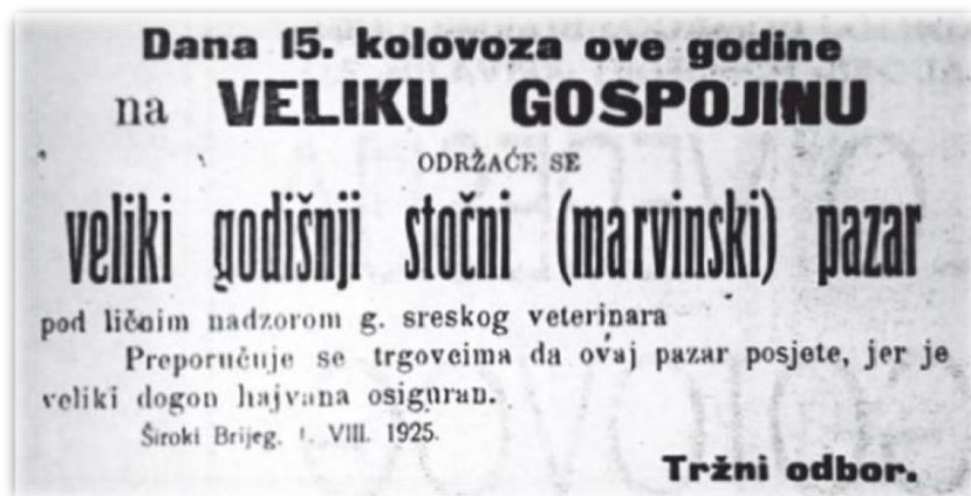 Dana 15. kolovoza ove godine
na VELIKU GOSPOJINU
ODRŽAĆE SE
veliki godišnji stočni (marvinski) pazar
pod ličnim nadzorom g. sreskog veterinara
Preporučuje se trgovcima da ovaj pazar posjete, jer je
veliki dogon hajvana osiguran.
Široki Brijeg, 1. VIII. 1925.
Tržni odbor.